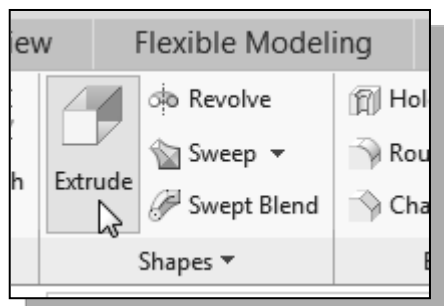 iew Flexible Modeling
Revolve Hol
Sweep Rou
h Extrude
Swept Blend Cha
Shapes